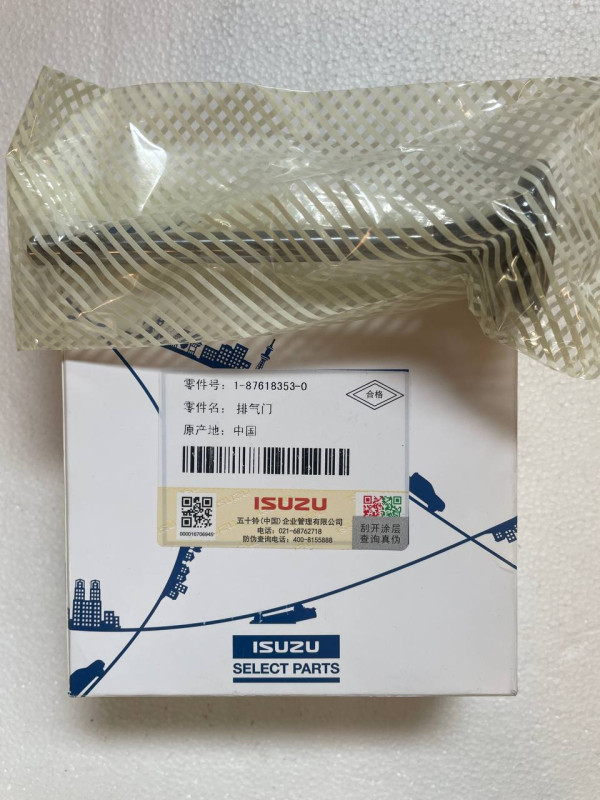 零件号: 1-87618353-0
合格
零件名: 排气门
原产地: 中国
ISUZU
五十铃(中国)企业管理有限公司
电话: 021-68762718
防伪查询电话: 400-8155888
刮开涂层
查询真伪
ISUZU
SELECT PARTS